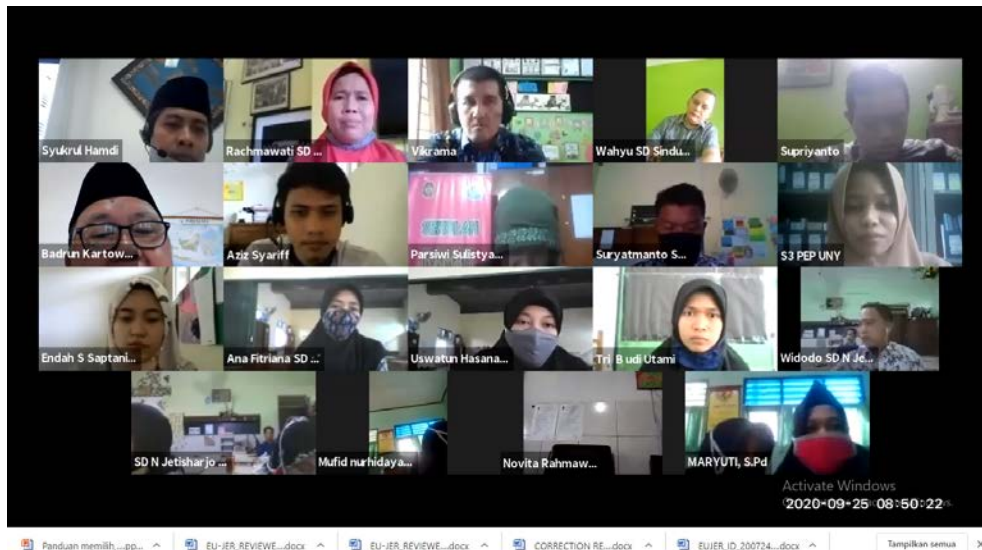 Syukrul Hamdi
Rachmawati SD ...
Vikrama
Wahyu SD Sindu...
Supriyanto
Badrun Kartow...
Aziz Syariff
Parsiwi Sulistya...
Suryatmanto S...
S3 PEP UNY
Endah S Saptani...
Ana Fitriana SD ...
Uswatun Hasana...
Tri B udi Utami
Widodo SD N Je...
SD N Jetisharjo ...
Mufid nurhidaya...
Novita Rahmaw...
MARYUTI, S.Pd
Activate Windows
2020-09-25 08:50:22
Panduan memilih ....pp...
EU-JER_REVIEWE....docx
EU-JER_REVIEWE....docx
CORRECTION RE....docx
EUJER_ID_200724....docx
Tampilkan semua